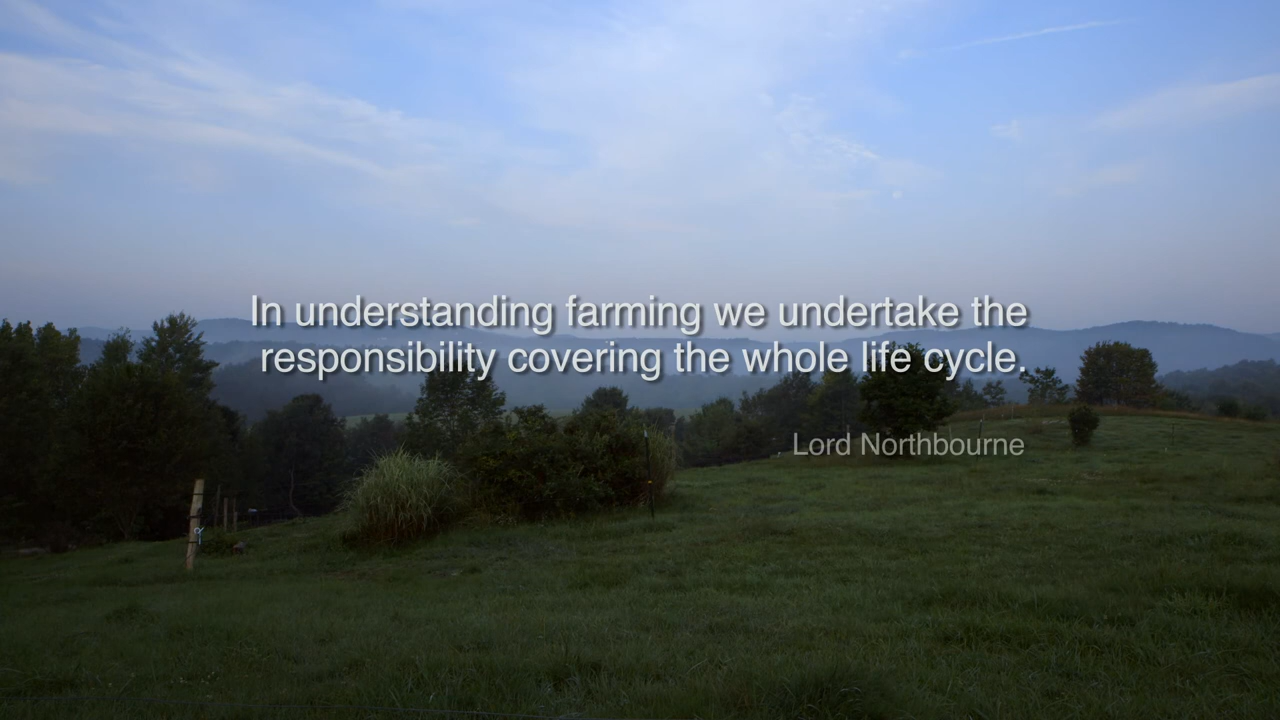 In understanding farming we undertake the
responsibility covering the whole life cycle.
Lord Northbourne